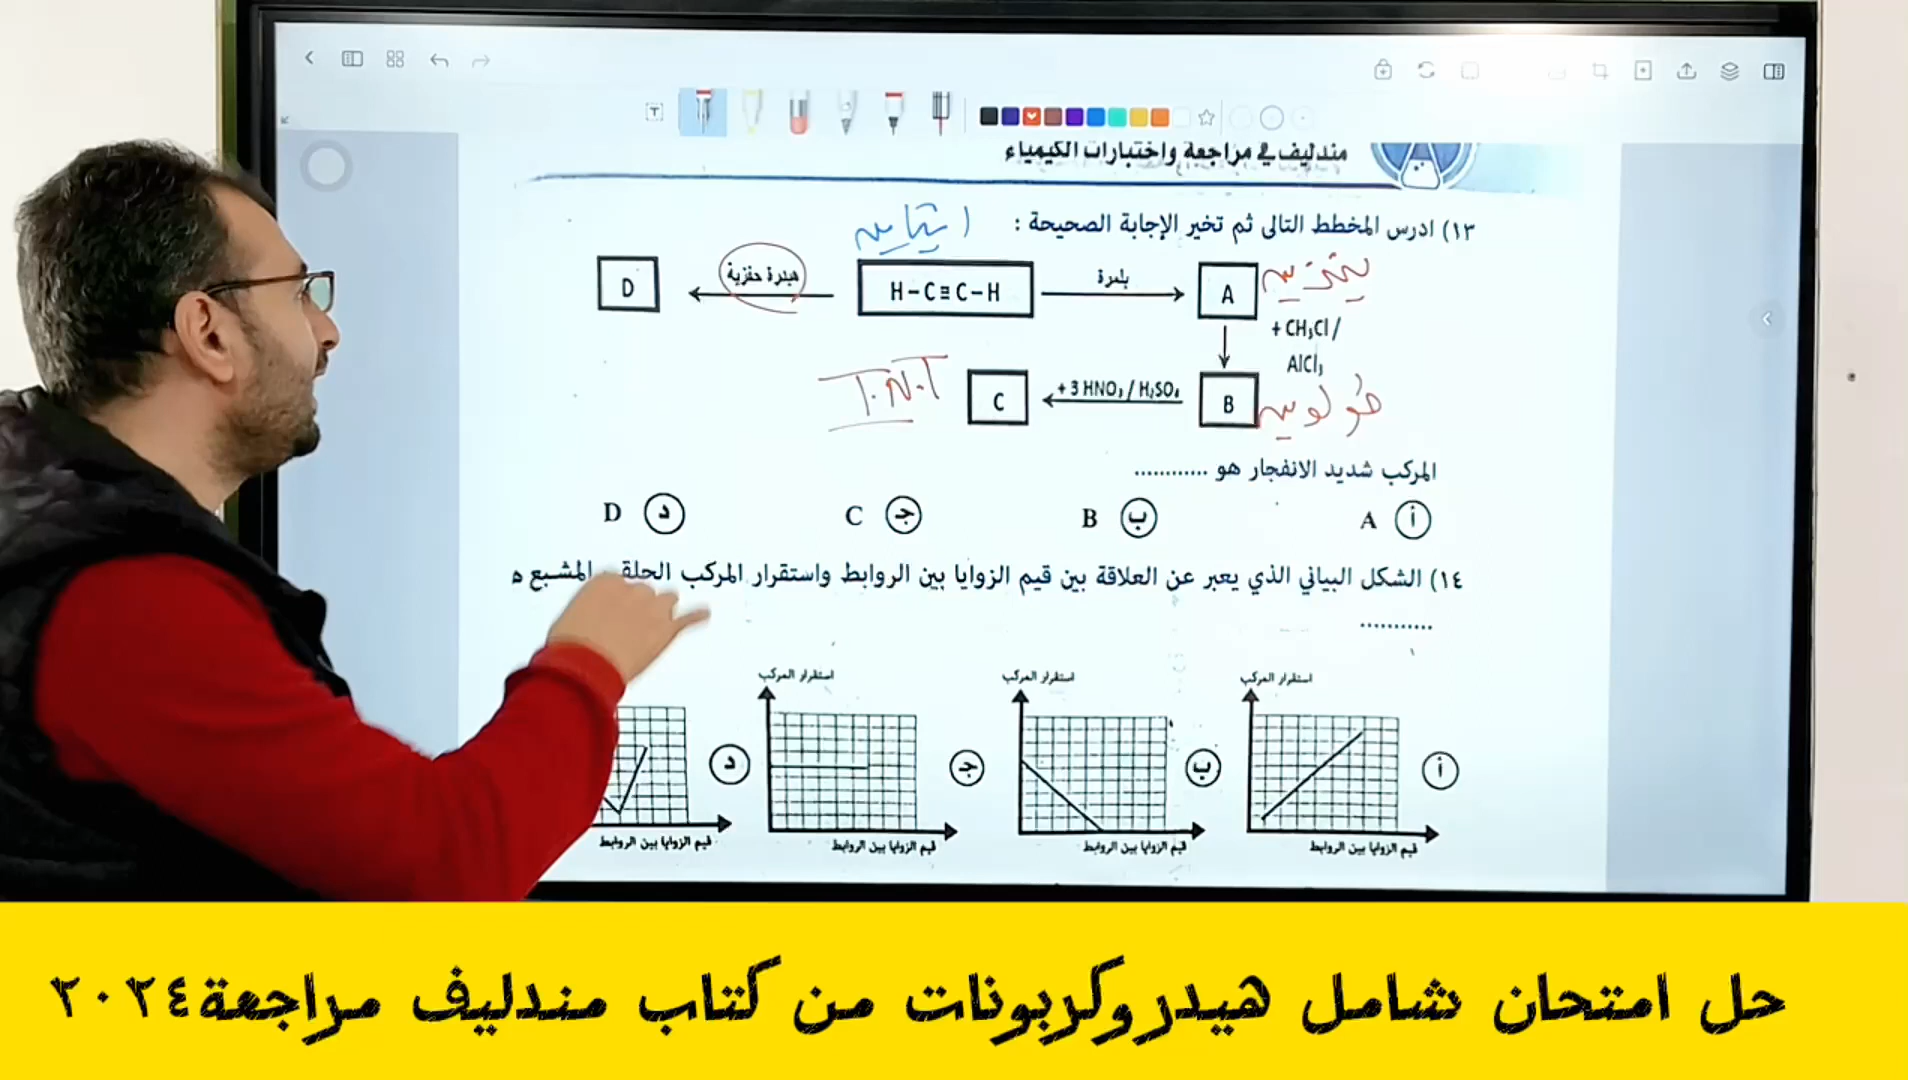 مندليف في مراجعة واختبارات الكيمياء
١٣) ادرس المخطط التالى ثم تخير الإجابة الصحيحة :
ايثاين
D
هيدرة حفزية
H-C≡C-H
بلمرة
A
بنزين
+ CH₃Cl /
AlCl₃
T.N.T
C
+ 3 HNO₃ / H₂SO₄
B
طولوين
المركب شديد الانفجار هو ............
أ A
ب B
ج C
د D
١٤) الشكل البياني الذي يعبر عن العلاقة بين قيم الزوايا بين الروابط واستقرار المركب الحلقي المشبع ه
...........
أ
استقرار المركب
قيم الزوايا بين الروابط
ب
استقرار المركب
قيم الزوايا بين الروابط
ج
استقرار المركب
قيم الزوايا بين الروابط
د
قيم الزوايا بين الروابط
حل امتحان شامل هيدروكربونات من كتاب مندليف مراجعة ٢٠٢٤